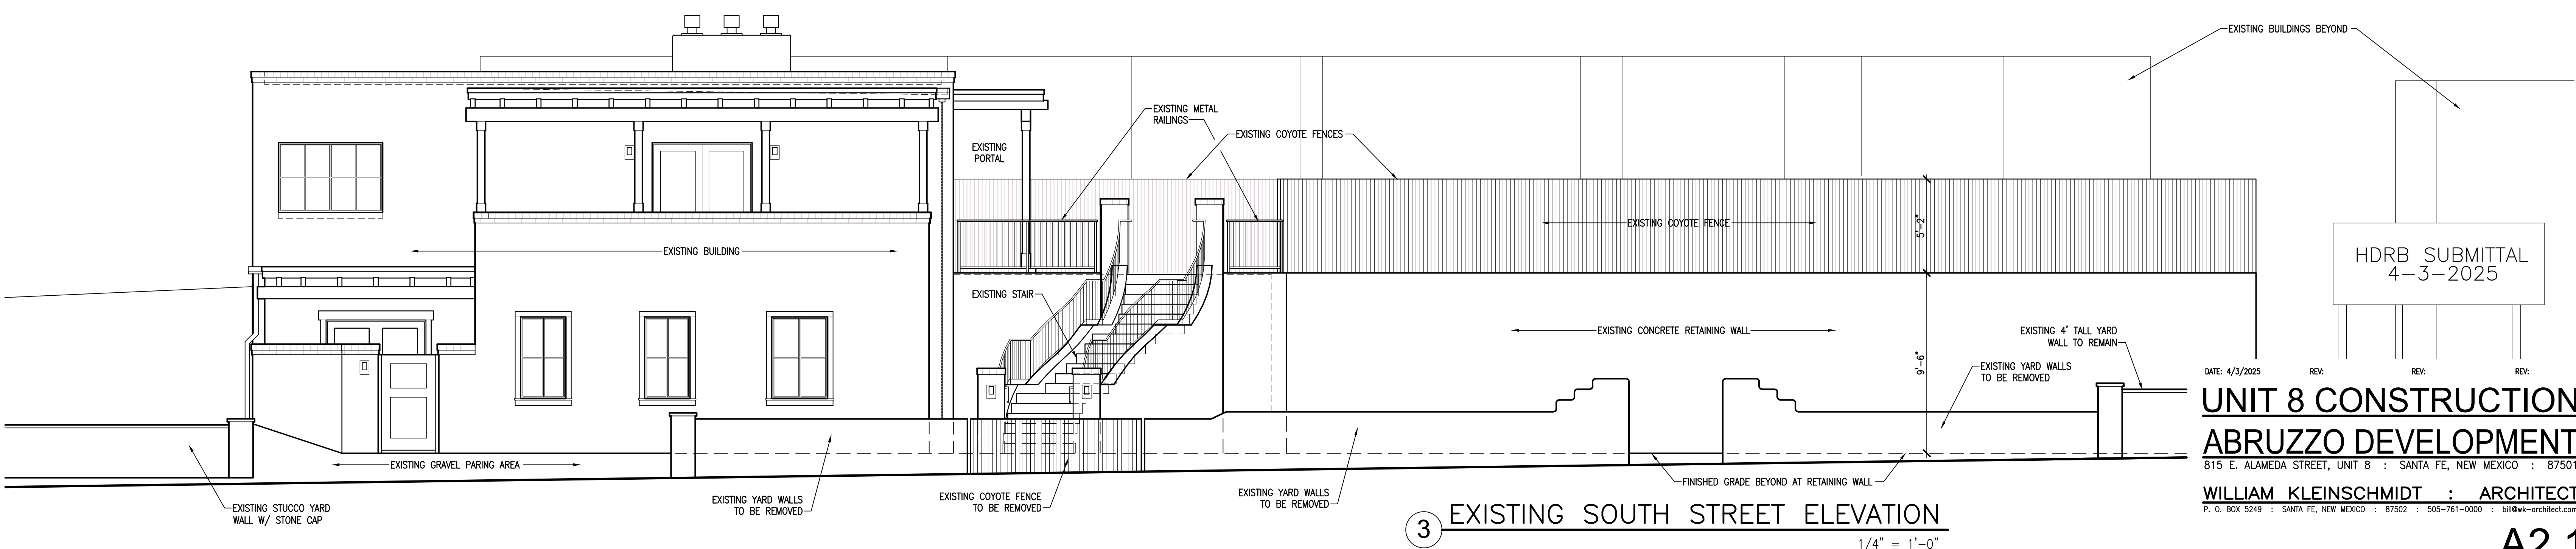 EXISTING BUILDINGS BEYOND
EXISTING METAL
RAILINGS
EXISTING COYOTE FENCES
EXISTING
PORTAL
EXISTING COYOTE FENCE
5'-2"
EXISTING BUILDING
HDRB SUBMITTAL
4-3-2025
EXISTING STAIR
EXISTING CONCRETE RETAINING WALL
EXISTING 4' TALL YARD
WALL TO REMAIN
9'-6"
EXISTING YARD WALLS
TO BE REMOVED
DATE: 4/3/2025 REV: REV: REV:
UNIT 8 CONSTRUCTION
ABRUZZO DEVELOPMENT
815 E. ALAMEDA STREET, UNIT 8 : SANTA FE, NEW MEXICO : 87501
EXISTING GRAVEL PARING AREA
FINISHED GRADE BEYOND AT RETAINING WALL
WILLIAM KLEINSCHMIDT : ARCHITECT
P. O. BOX 5249 : SANTA FE, NEW MEXICO : 87502 : 505-761-0000 : bill@wk-architect.com
EXISTING STUCCO YARD
WALL W/ STONE CAP
EXISTING YARD WALLS
TO BE REMOVED
EXISTING COYOTE FENCE
TO BE REMOVED
EXISTING YARD WALLS
TO BE REMOVED
3 EXISTING SOUTH STREET ELEVATION
1/4" = 1'-0"
A2.1